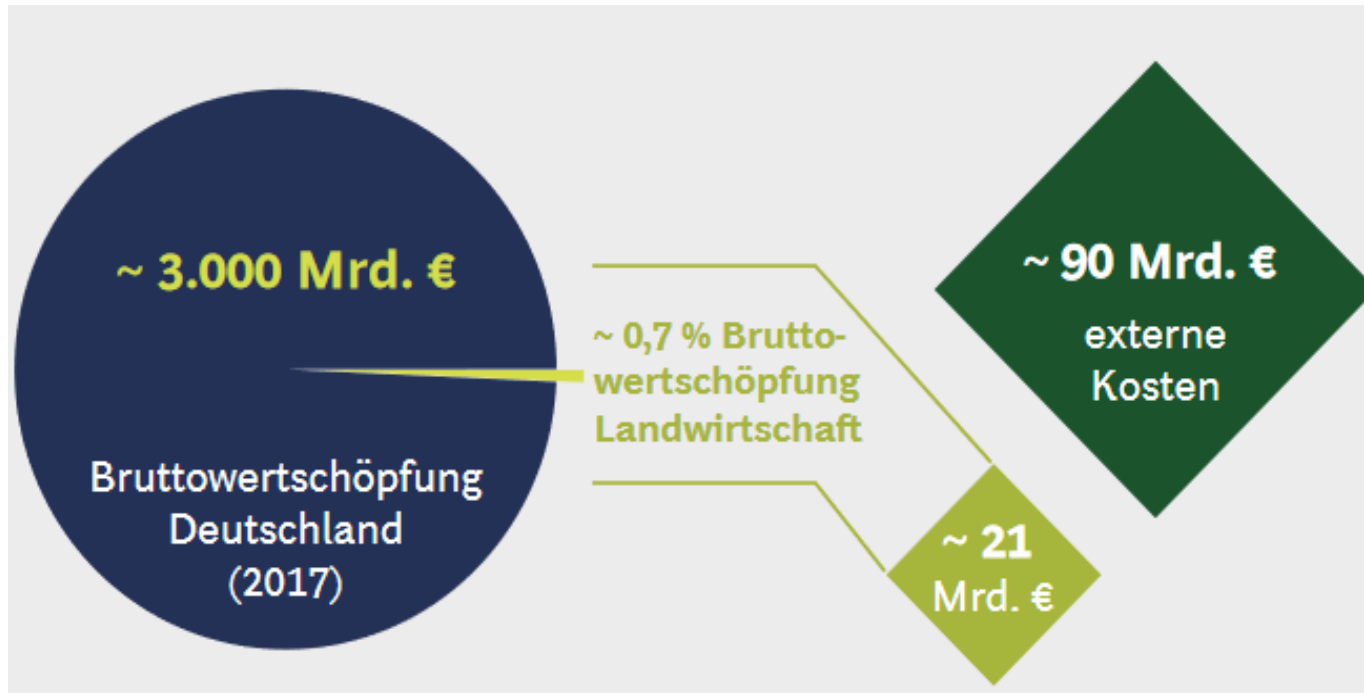 ~ 3.000 Mrd. €
Bruttowertschöpfung
Deutschland
(2017)
~ 0,7 % Brutto-
wertschöpfung
Landwirtschaft
~ 21
Mrd. €
~ 90 Mrd. €
externe
Kosten